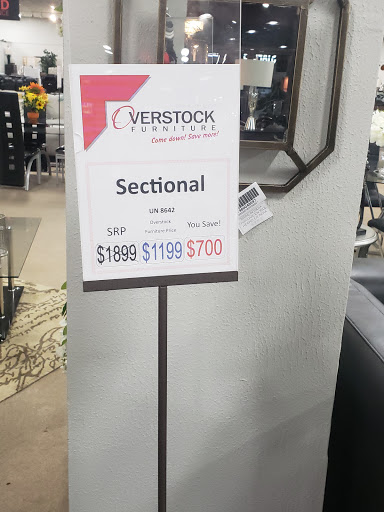 OVERSTOCK
FURNITURE
Come down! Save more!
Sectional
UN 8642
SRP
Overstock
Furniture Price
You Save!
$1899 $1199 $700